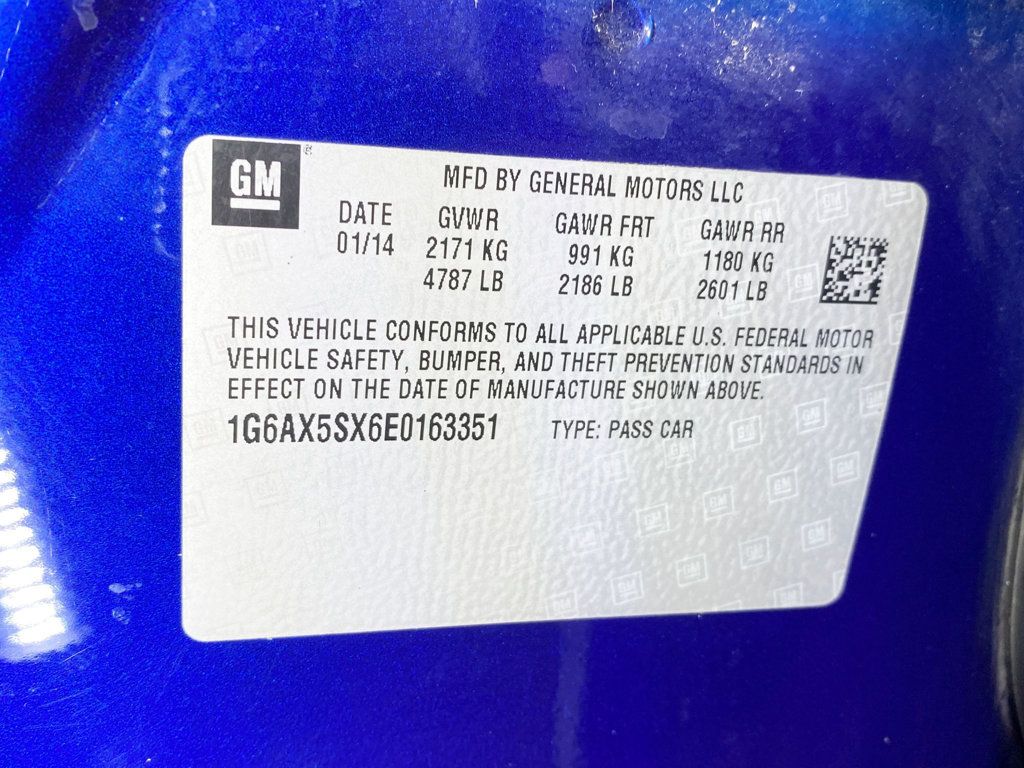 GM®
MFD BY GENERAL MOTORS LLC
DATE GVWR GAWR FRT GAWR RR
01/14 2171 KG 991 KG 1180 KG
4787 LB 2186 LB 2601 LB
THIS VEHICLE CONFORMS TO ALL APPLICABLE U.S. FEDERAL MOTOR
VEHICLE SAFETY, BUMPER, AND THEFT PREVENTION STANDARDS IN
EFFECT ON THE DATE OF MANUFACTURE SHOWN ABOVE.
1G6AX5SX6E0163351 TYPE: PASS CAR